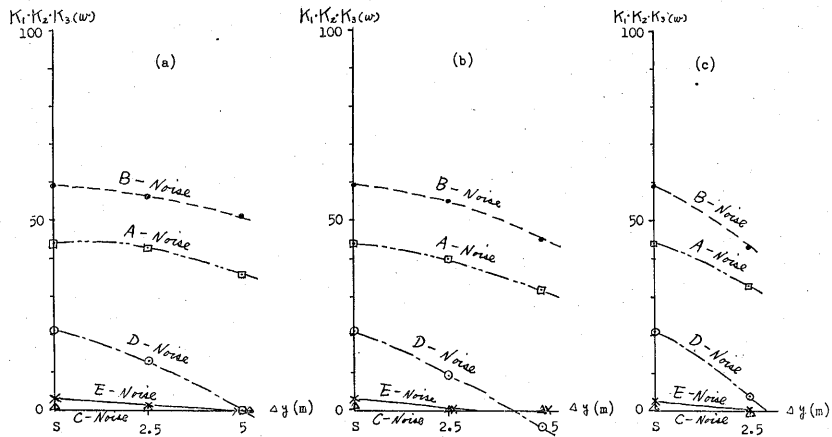 K₁·K₂·K₃(w)
100
(a)
B-Noise
50
A-Noise
D-Noise
E-Noise
0
C-Noise
S
2.5
5
Δy(m)
K₁·K₂·K₃(w)
100
(b)
B-Noise
50
A-Noise
D-Noise
E-Noise
0
C-Noise
S
2.5
5
Δy(m)
K₁·K₂·K₃(w)
100
(c)
B-Noise
50
A-Noise
D-Noise
E-Noise
0
C-Noise
S
2.5
Δy(m)